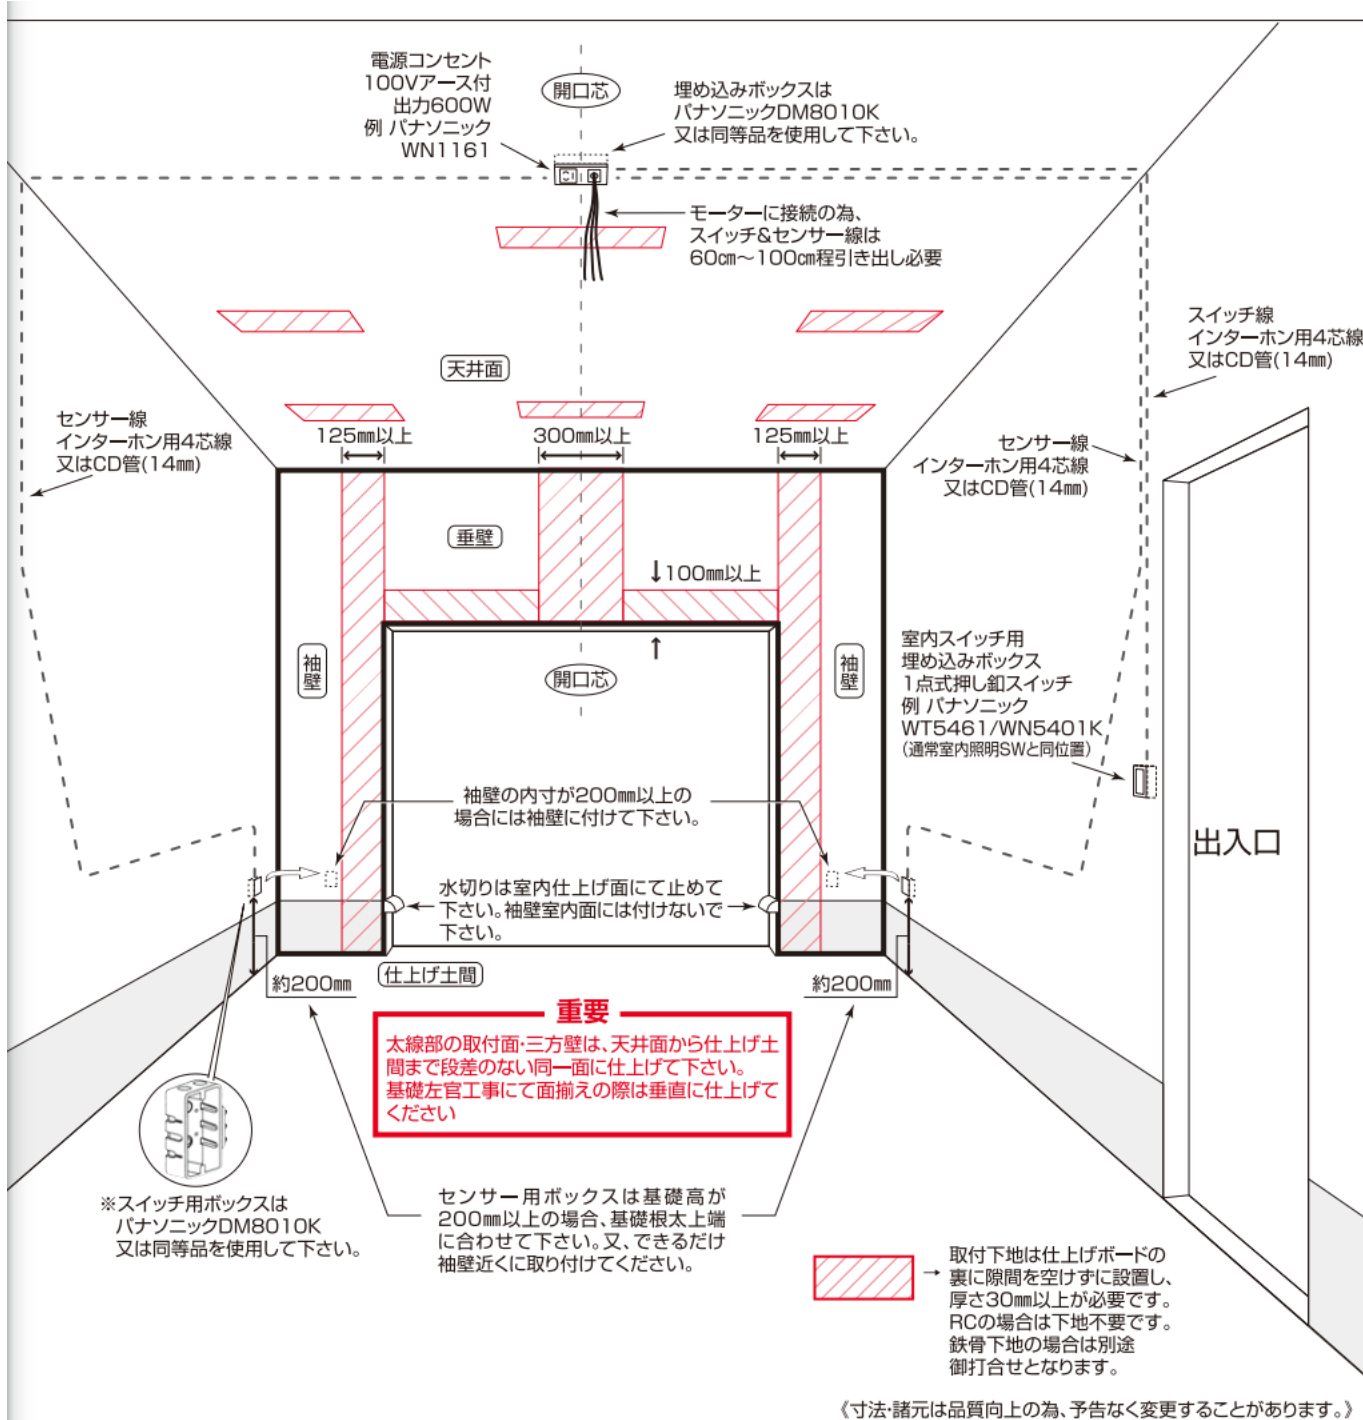 電源コンセント
100Vアース付
出力600W
例 パナソニック
WN1161
開口芯
埋め込みボックスは
パナソニックDM8010K
又は同等品を使用して下さい。
モーターに接続の為、
スイッチ&センサー線は
60㎝～100㎝程引き出し必要
スイッチ線
インターホン用4芯線
又はCD管(14㎜)
天井面
センサー線
インターホン用4芯線
又はCD管(14㎜)
125㎜以上
300㎜以上
125㎜以上
センサー線
インターホン用4芯線
又はCD管(14㎜)
垂壁
100㎜以上
袖壁
開口芯
袖壁
室内スイッチ用
埋め込みボックス
1点式押し釦スイッチ
例 パナソニック
WT5461/WN5401K
(通常室内照明SWと同位置)
袖壁の内寸が200㎜以上の
場合には袖壁に付けて下さい。
出入口
水切りは室内仕上げ面にて止めて
下さい。袖壁室内面には付けないで
下さい。
約200㎜
仕上げ土間
約200㎜
重要
太線部の取付面・三方壁は、天井面から仕上げ土
間まで段差のない同一面に仕上げて下さい。
基礎左官工事にて面揃えの際は垂直に仕上げて
ください
※スイッチ用ボックスは
パナソニックDM8010K
又は同等品を使用して下さい。
センサー用ボックスは基礎高が
200㎜以上の場合、基礎根太上端
に合わせて下さい。又、できるだけ
袖壁近くに取り付けてください。
取付下地は仕上げボードの
裏に隙間を空けずに設置し、
厚さ30㎜以上が必要です。
RCの場合は下地不要です。
鉄骨下地の場合は別途
御打合せとなります。
《寸法・諸元は品質向上の為、予告なく変更することがあります。》